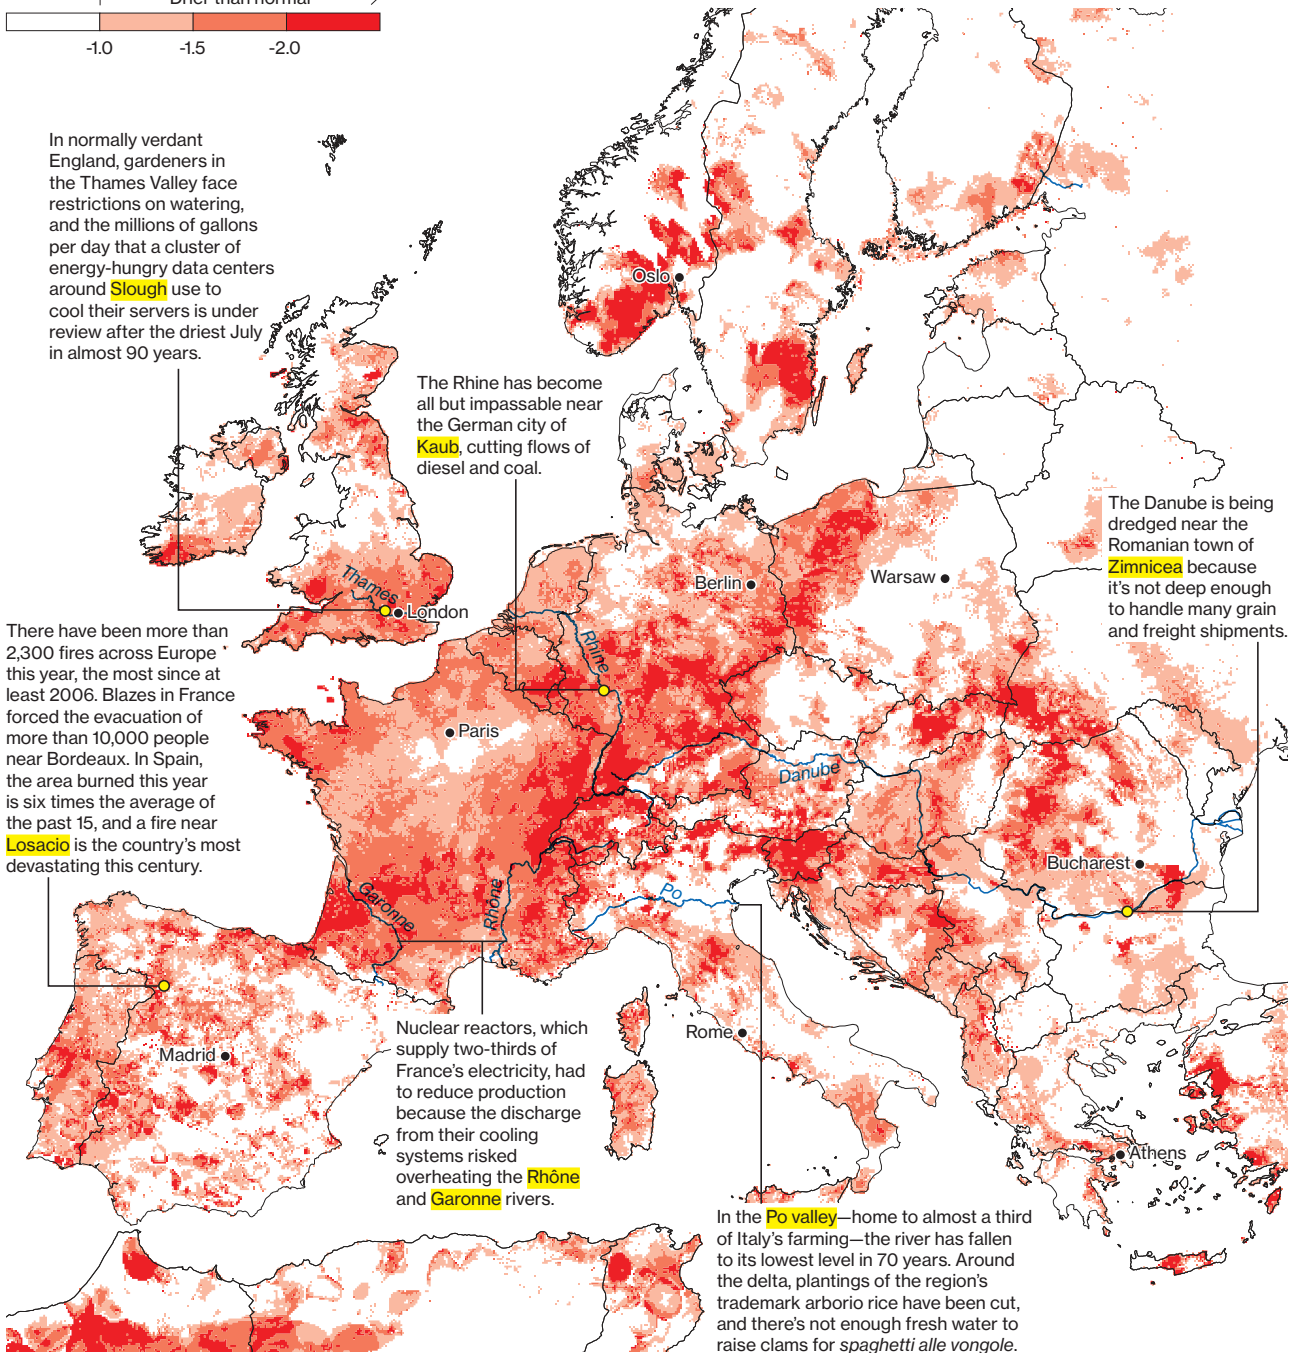 Drier than normal
-1.0 -1.5 -2.0
In normally verdant
England, gardeners in
the Thames Valley face
restrictions on watering,
and the millions of gallons
per day that a cluster of
energy-hungry data centers
around Slough use to
cool their servers is under
review after the driest July
in almost 90 years.
Oslo
The Rhine has become
all but impassable near
the German city of
Kaub, cutting flows of
diesel and coal.
The Danube is being
dredged near the
Romanian town of
Zimnicea because
it's not deep enough
to handle many grain
and freight shipments.
Thames
London
Berlin
Warsaw
Rhine
There have been more than
2,300 fires across Europe
this year, the most since at
least 2006. Blazes in France
forced the evacuation of
more than 10,000 people
near Bordeaux. In Spain,
the area burned this year
is six times the average of
the past 15, and a fire near
Losacio is the country's most
devastating this century.
Paris
Danube
Bucharest
Garonne
Rhône
Po
Madrid
Rome
Athens
Nuclear reactors, which
supply two-thirds of
France's electricity, had
to reduce production
because the discharge
from their cooling
systems risked
overheating the Rhône
and Garonne rivers.
In the Po valley—home to almost a third
of Italy's farming—the river has fallen
to its lowest level in 70 years. Around
the delta, plantings of the region's
trademark arborio rice have been cut,
and there's not enough fresh water to
raise clams for spaghetti alle vongole.